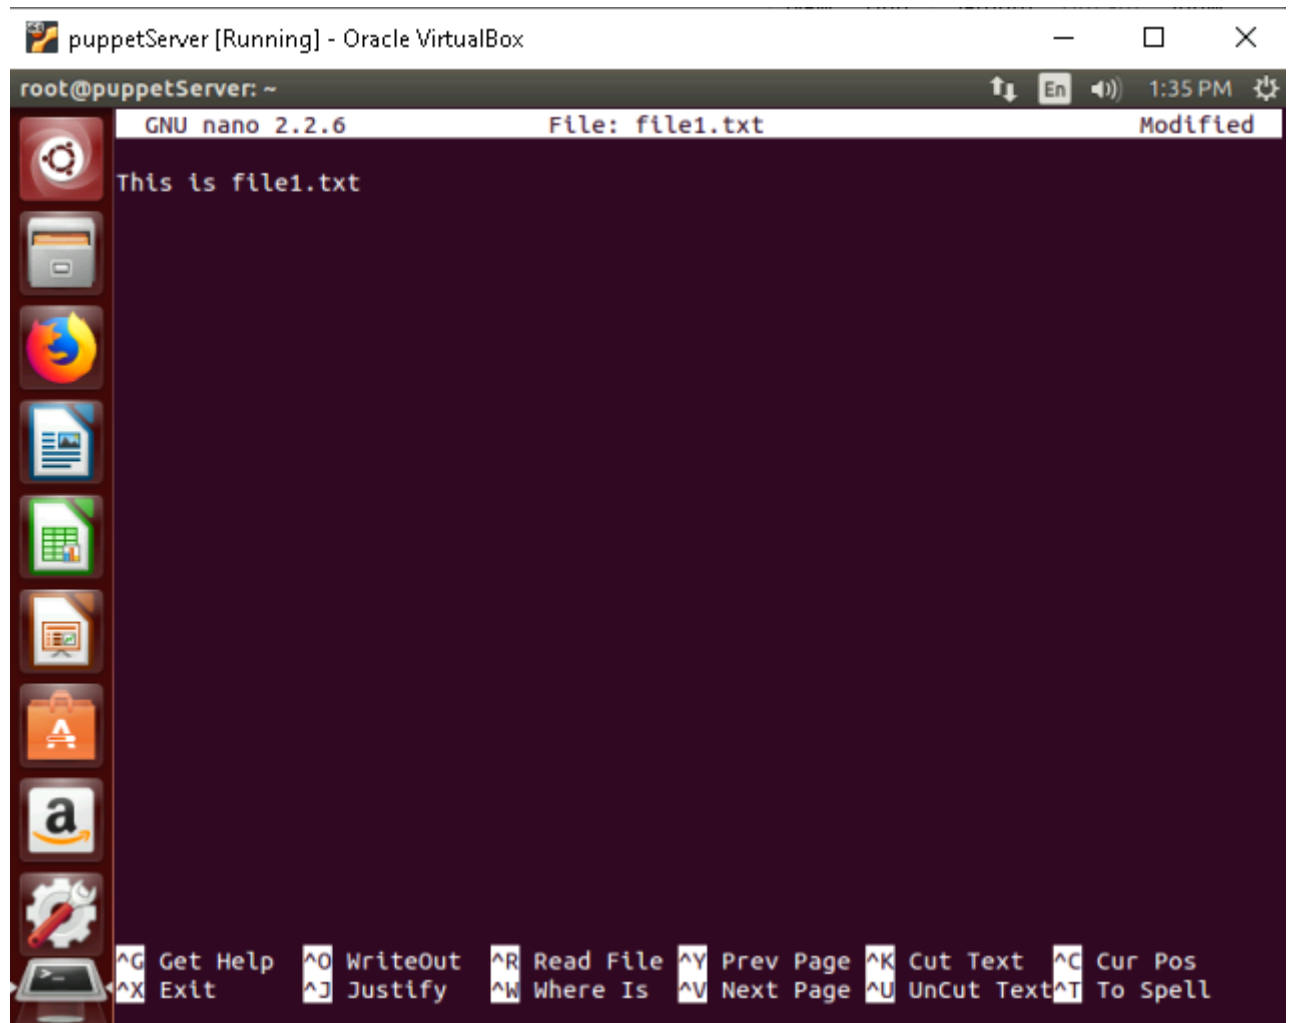 puppetServer [Running] - Oracle VirtualBox
root@puppetServer: ~ En 1:35 PM
GNU nano 2.2.6 File: file1.txt Modified
This is file1.txt
^G Get Help ^O WriteOut ^R Read File ^Y Prev Page ^K Cut Text ^C Cur Pos
^X Exit ^J Justify ^W Where Is ^V Next Page ^U UnCut Text ^T To Spell